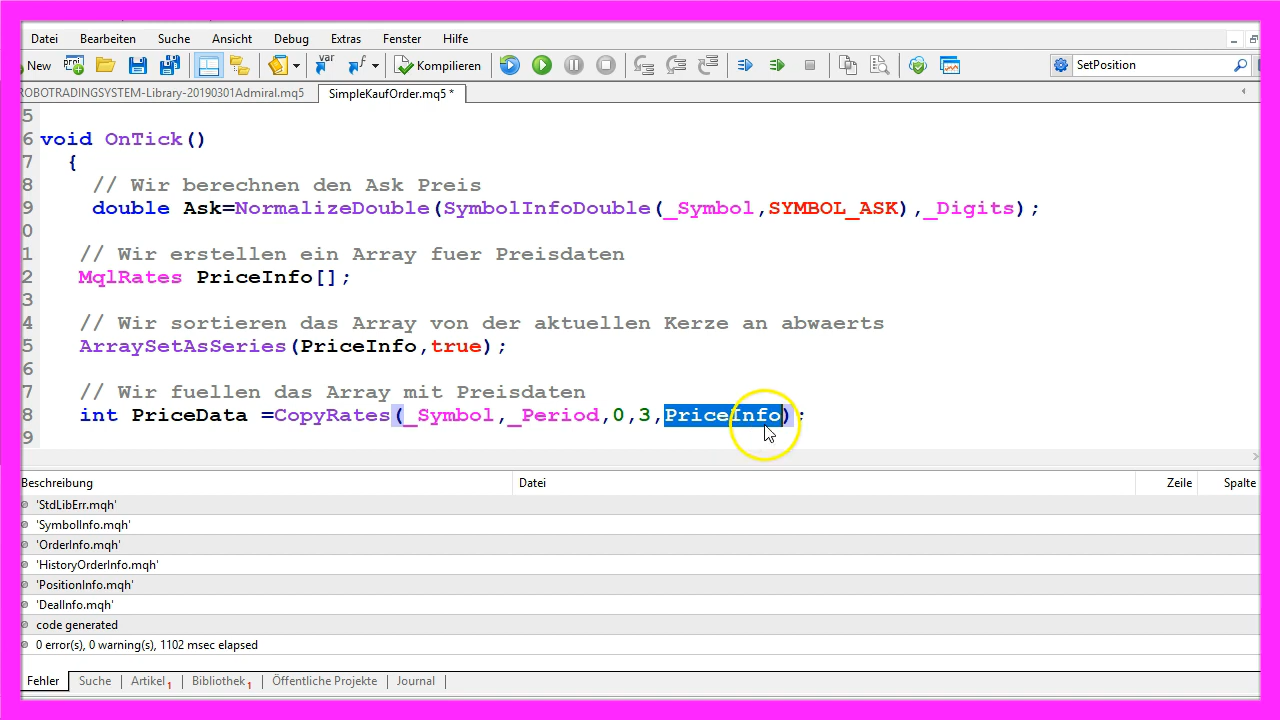 Datei Bearbeiten Suche Ansicht Debug Extras Fenster Hilfe
New var f Kompilieren SetPosition
ROBOTRADINGSYSTEM-Library-20190301Admiral.mq5 SimpleKaufOrder.mq5 *
5
6 void OnTick()
7 {
8 // Wir berechnen den Ask Preis
9 double Ask=NormalizeDouble(SymbolInfoDouble(_Symbol,SYMBOL_ASK),_Digits);
0
1 // Wir erstellen ein Array fuer Preisdaten
2 MqlRates PriceInfo[];
3
4 // Wir sortieren das Array von der aktuellen Kerze an abwaerts
5 ArraySetAsSeries(PriceInfo,true);
6
7 // Wir fuellen das Array mit Preisdaten
8 int PriceData =CopyRates(_Symbol,_Period,0,3,PriceInfo);
9
Beschreibung Datei Zeile Spalte
'StdLibErr.mqh'
'SymbolInfo.mqh'
'OrderInfo.mqh'
'HistoryOrderInfo.mqh'
'PositionInfo.mqh'
'DealInfo.mqh'
code generated
0 error(s), 0 warning(s), 1102 msec elapsed
Fehler Suche Artikel 1 Bibliothek 1 Öffentliche Projekte Journal